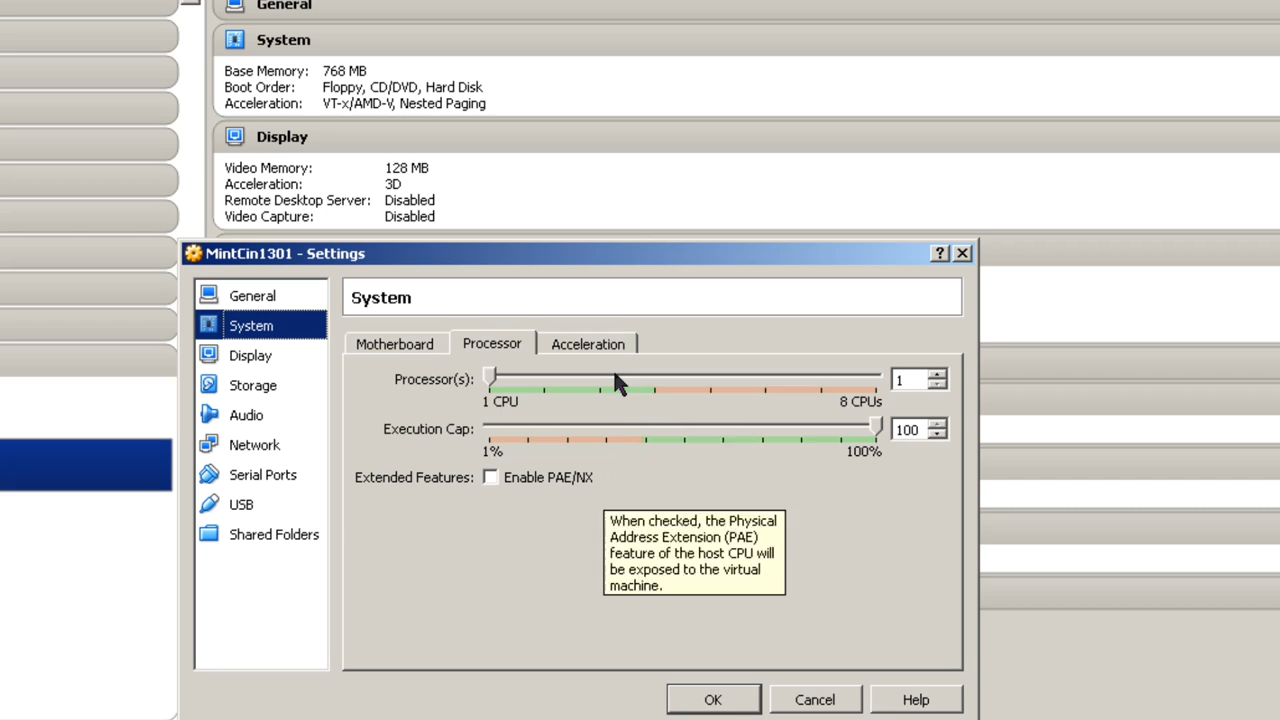 General
System
Base Memory: 768 MB
Boot Order: Floppy, CD/DVD, Hard Disk
Acceleration: VT-x/AMD-V, Nested Paging
Display
Video Memory: 128 MB
Acceleration: 3D
Remote Desktop Server: Disabled
Video Capture: Disabled
MintCin1301 - Settings
General
System
Display
Storage
Audio
Network
Serial Ports
USB
Shared Folders
System
Motherboard Processor Acceleration
Processor(s): 1
1 CPU 8 CPUs
Execution Cap: 100
1% 100%
Extended Features: Enable PAE/NX
When checked, the Physical
Address Extension (PAE)
feature of the host CPU will
be exposed to the virtual
machine.
OK Cancel Help